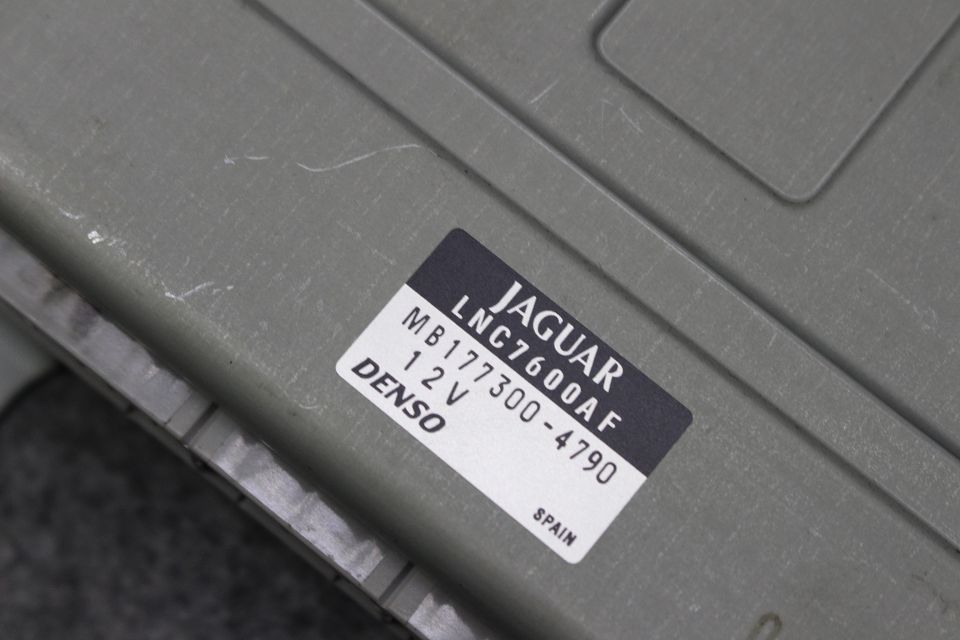 JAGUAR
LNC7600AF
MB177300-4790
12V
DENSO
SPAIN